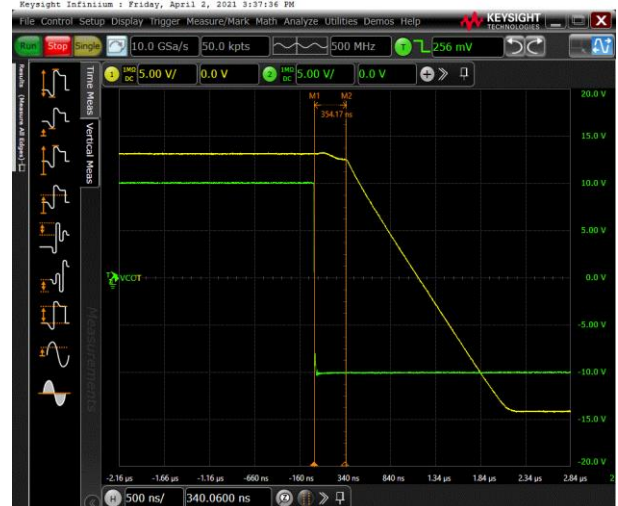 Keysight Infiniium : Friday, April 2, 2021 3:37:36 PM
File Control Setup Display Trigger Measure/Mark Math Analyze Utilities Demos Help
KEYSIGHT
TECHNOLOGIES
Run Stop Single 10.0 GSa/s 50.0 kpts 500 MHz T 256 mV
Results (Measure All Edges)
Time Meas
Vertical Meas
Measurements
1 1MΩ DC 5.00 V/ 0.0 V 2 1MΩ DC 5.00 V/ 0.0 V
M1 M2
354.17 ns
20.0 V
15.0 V
10.0 V
5.00 V
0.0 V
-5.00 V
-10.0 V
-15.0 V
-20.0 V
VCOT
-2.16 µs -1.66 µs -1.16 µs -660 ns -160 ns 340 ns 840 ns 1.34 µs 1.84 µs 2.34 µs 2.84 µs
H 500 ns/ 340.0600 ns